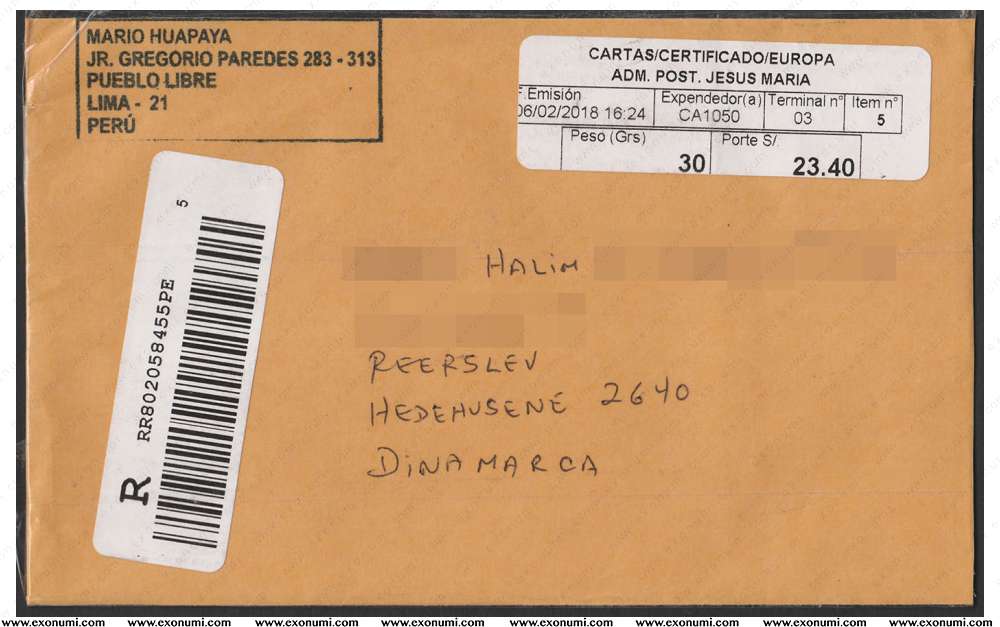 MARIO HUAPAYA
JR. GREGORIO PAREDES 283 - 313
PUEBLO LIBRE
LIMA - 21
PERÚ
CARTAS/CERTIFICADO/EUROPA
ADM. POST. JESUS MARIA
F.Emisión Expendedor(a) Terminal nº Item nº
06/02/2018 16:24 CA1050 03 5
Peso (Grs) Porte S/.
30 23.40
5
RR802058455PE
R
HALIM
REERSLEV
HEDEHUSENE 2640
DINAMARCA
www.exonumi.com www.exonumi.com www.exonumi.com www.exonumi.com www.exonumi.com www.exonumi.com www.exonumi.com www.exonumi.com